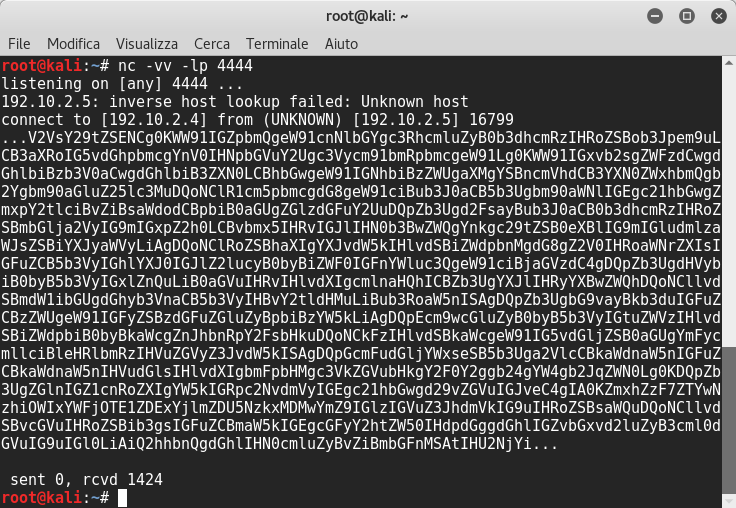 root@kali: ~
File Modifica Visualizza Cerca Terminale Aiuto
root@kali:~# nc -vv -lp 4444
listening on [any] 4444 ...
192.10.2.5: inverse host lookup failed: Unknown host
connect to [192.10.2.4] from (UNKNOWN) [192.10.2.5] 16799
...V2VsY29tZSENCg0KWW91IGZpbmQgeW91cnNlbGYgc3RhcmluZyB0b3dhcmRzIHRoZSBob3Jpem9uL
CB3aXRoIG5vdGhpbmcgYnV0IHNpbGVuY2Ugc3Vycm91bmRpbmcgeW91Lg0KWW91IGxvb2sgZWFzdCwgd
GhlbiBzb3V0aCwgdGhlbiB3ZXN0LCBhbGwgeW91IGNhbiBzZWUgaXMgYSBncmVhdCB3YXN0ZWxhbmQgb
2Ygbm90aGluZ25lc3MuDQoNClR1cm5pbmcgdG8geW91ciBub3J0aCB5b3Ugbm90aWNlIGEgc21hbGwgZ
mxpY2tlciBvZiBsaWdodCBpbiB0aGUgZGlzdGFuY2UuDQpZb3Ugd2FsayBub3J0aCB0b3dhcmRzIHRoZ
SBmbGlja2VyIG9mIGxpZ2h0LCBvbmx5IHRvIGJlIHN0b3BwZWQgYnkgc29tZSB0eXBlIG9mIGludmlza
WJsZSBiYXJyaWVyLiAgDQoNClRoZSBhaXIgYXJvdW5kIHlvdSBiZWdpbnMgdG8gZ2V0IHRoaWNrZXIsI
GFuZCB5b3VyIGhlYXJ0IGJlZ2lucyB0byBiZWF0IGFnYWluc3QgeW91ciBjaGVzdC4gDQpZb3UgdHVyb
iB0byB5b3VyIGxlZnQuLiB0aGVuIHRvIHlvdXIgcmlnaHQhICBZb3UgYXJlIHRyYXBwZWQhDQoNCllvd
SBmdW1ibGUgdGhyb3VnaCB5b3VyIHBvY2tldHMuLiBub3RoaW5nISAgDQpZb3UgbG9vayBkb3duIGFuZ
CBzZWUgeW91IGFyZSBzdGFuZGluZyBpbiBzYW5kLiAgDQpEcm9wcGluZyB0byB5b3VyIGtuZWVzIHlvd
SBiZWdpbiB0byBkaWcgZnJhbnRpY2FsbHkuDQoNCkFzIHlvdSBkaWcgeW91IG5vdGljZSB0aGUgYmFyc
mllciBleHRlbmRzIHVuZGVyZ3JvdW5kISAgDQpGcmFudGljYWxseSB5b3Uga2VlcCBkaWdnaW5nIGFuZ
CBkaWdnaW5nIHVudGlsIHlvdXIgbmFpbHMgc3VkZGVubHkgY2F0Y2ggb24gYW4gb2JqZWN0Lg0KDQpZb
3UgZGlnIGZ1cnRoZXIgYW5kIGRpc2NvdmVyIGEgc21hbGwgd29vZGVuIGJveC4gIA0KZmxhZzF7ZTYwN
zhiOWIxYWFjOTE1ZDExYjlmZDU5NzkxMDMwYmZ9IGlzIGVuZ3JhdmVkIG9uIHRoZSBsaWQuDQoNCllvd
SBvcGVuIHRoZSBib3gsIGFuZCBmaW5kIGEgcGFyY2htZW50IHdpdGggdGhlIGZvbGxvd2luZyB3cml0d
GVuIG9uIGl0LiAiQ2hhbnQgdGhlIHN0cmluZyBvZiBmbGFnMSAtIHU2NjYi...
sent 0, rcvd 1424
root@kali:~#